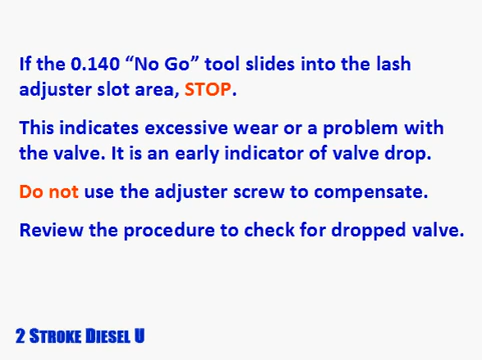 If the 0.140 “No Go” tool slides into the lash
adjuster slot area, STOP.
This indicates excessive wear or a problem with
the valve. It is an early indicator of valve drop.
Do not use the adjuster screw to compensate.
Review the procedure to check for dropped valve.
2 STROKE DIESEL U